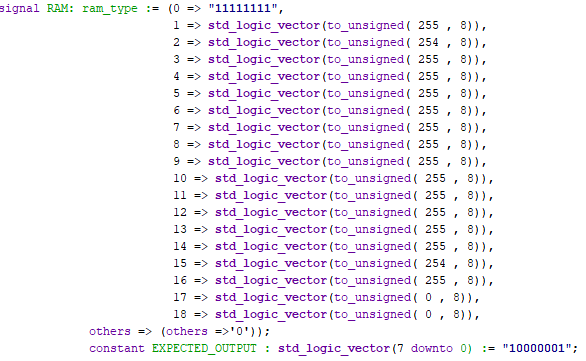 signal RAM: ram_type := (0 => "11111111",
1 => std_logic_vector(to_unsigned( 255 , 8)),
2 => std_logic_vector(to_unsigned( 254 , 8)),
3 => std_logic_vector(to_unsigned( 255 , 8)),
4 => std_logic_vector(to_unsigned( 255 , 8)),
5 => std_logic_vector(to_unsigned( 255 , 8)),
6 => std_logic_vector(to_unsigned( 255 , 8)),
7 => std_logic_vector(to_unsigned( 255 , 8)),
8 => std_logic_vector(to_unsigned( 255 , 8)),
9 => std_logic_vector(to_unsigned( 255 , 8)),
10 => std_logic_vector(to_unsigned( 255 , 8)),
11 => std_logic_vector(to_unsigned( 255 , 8)),
12 => std_logic_vector(to_unsigned( 255 , 8)),
13 => std_logic_vector(to_unsigned( 255 , 8)),
14 => std_logic_vector(to_unsigned( 255 , 8)),
15 => std_logic_vector(to_unsigned( 254 , 8)),
16 => std_logic_vector(to_unsigned( 255 , 8)),
17 => std_logic_vector(to_unsigned( 0 , 8)),
18 => std_logic_vector(to_unsigned( 0 , 8)),
others => (others =>'0'));
constant EXPECTED_OUTPUT : std_logic_vector(7 downto 0) := "10000001";